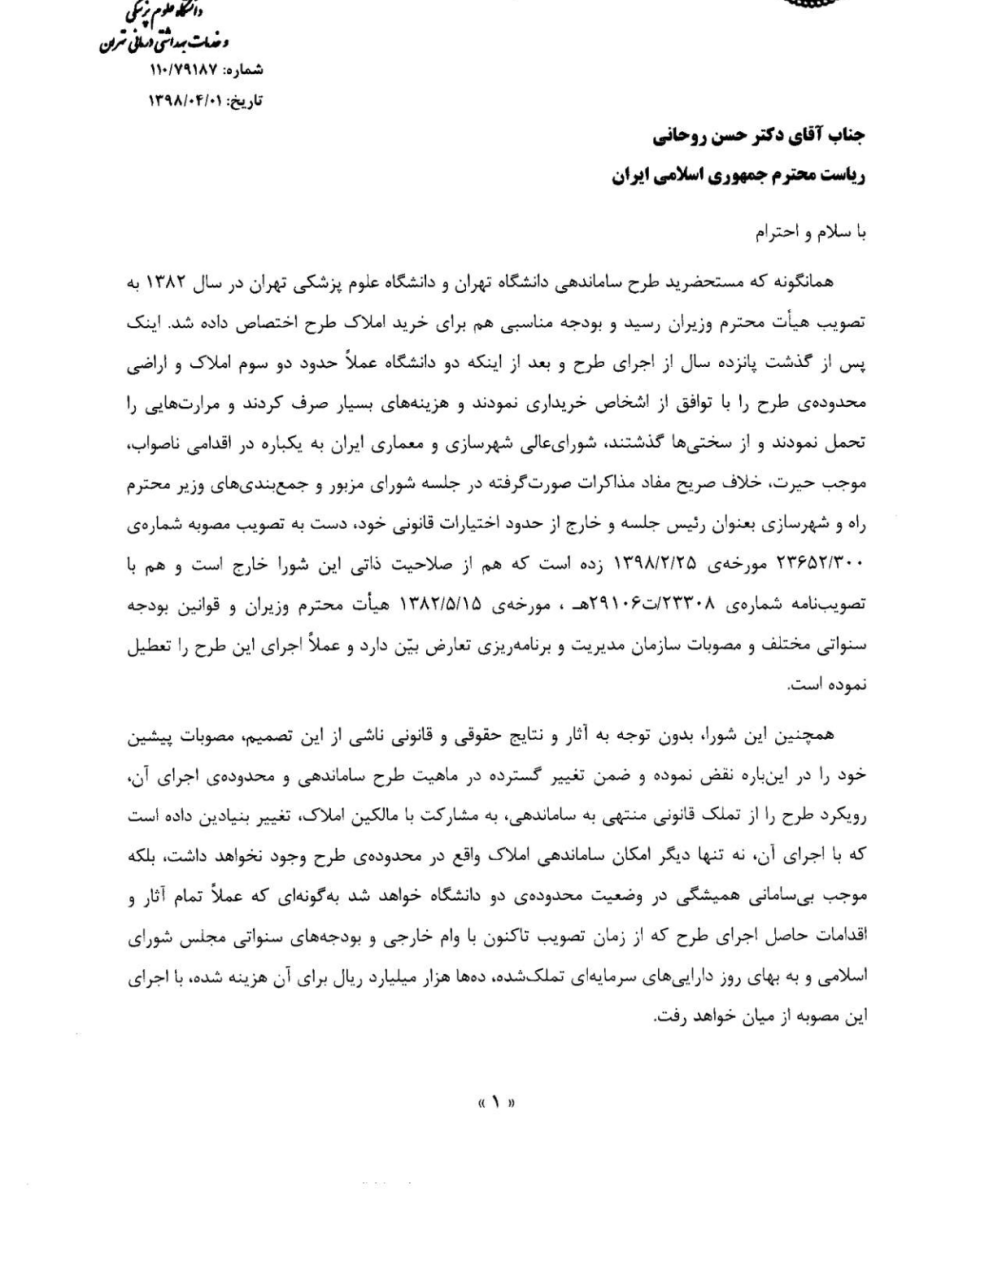 دانشگاه علوم پزشکی
و خدمات بهداشتی درمانی تهران
شماره: ۱۱۰/۷۹۱۸۷
تاریخ: ۱۳۹۸/۰۴/۰۱
جناب آقای دکتر حسن روحانی
ریاست محترم جمهوری اسلامی ایران
با سلام و احترام
همانگونه که مستحضرید طرح ساماندهی دانشگاه تهران و دانشگاه علوم پزشکی تهران در سال ۱۳۸۲ به
تصویب هیأت محترم وزیران رسید و بودجه مناسبی هم برای خرید املاک طرح اختصاص داده شد. اینک
پس از گذشت پانزده سال از اجرای طرح و بعد از اینکه دو دانشگاه عملاً حدود دو سوم املاک و اراضی
محدوده‌ی طرح را با توافق از اشخاص خریداری نمودند و هزینه‌های بسیار صرف کردند و مرارت‌هایی را
تحمل نمودند و از سختی‌ها گذشتند، شورای‌عالی شهرسازی و معماری ایران به یکباره در اقدامی ناصواب،
موجب حیرت، خلاف صریح مفاد مذاکرات صورت‌گرفته در جلسه شورای مزبور و جمع‌بندی‌های وزیر محترم
راه و شهرسازی بعنوان رئیس جلسه و خارج از حدود اختیارات قانونی خود، دست به تصویب مصوبه شماره‌ی
۲۳۶۵۲/۳۰۰ مورخه‌ی ۱۳۹۸/۲/۲۵ زده است که هم از صلاحیت ذاتی این شورا خارج است و هم با
تصویب‌نامه شماره‌ی ۲۳۳۰۸/ت۲۹۱۰۶هـ ، مورخه‌ی ۱۳۸۲/۵/۱۵ هیأت محترم وزیران و قوانین بودجه
سنواتی مختلف و مصوبات سازمان مدیریت و برنامه‌ریزی تعارض بیّن دارد و عملاً اجرای این طرح را تعطیل
نموده است.
همچنین این شورا، بدون توجه به آثار و نتایج حقوقی و قانونی ناشی از این تصمیم، مصوبات پیشین
خود را در این‌باره نقض نموده و ضمن تغییر گسترده در ماهیت طرح ساماندهی و محدوده‌ی اجرای آن،
رویکرد طرح را از تملک قانونی منتهی به ساماندهی، به مشارکت با مالکین املاک، تغییر بنیادین داده است
که با اجرای آن، نه تنها دیگر امکان ساماندهی املاک واقع در محدوده‌ی طرح وجود نخواهد داشت، بلکه
موجب بی‌سامانی همیشگی در وضعیت محدوده‌ی دو دانشگاه خواهد شد به‌گونه‌ای که عملاً تمام آثار و
اقدامات حاصل اجرای طرح که از زمان تصویب تاکنون با وام خارجی و بودجه‌های سنواتی مجلس شورای
اسلامی و به بهای روز دارایی‌های سرمایه‌ای تملک‌شده، ده‌ها هزار میلیارد ریال برای آن هزینه شده، با اجرای
این مصوبه از میان خواهد رفت.
« ۱ »